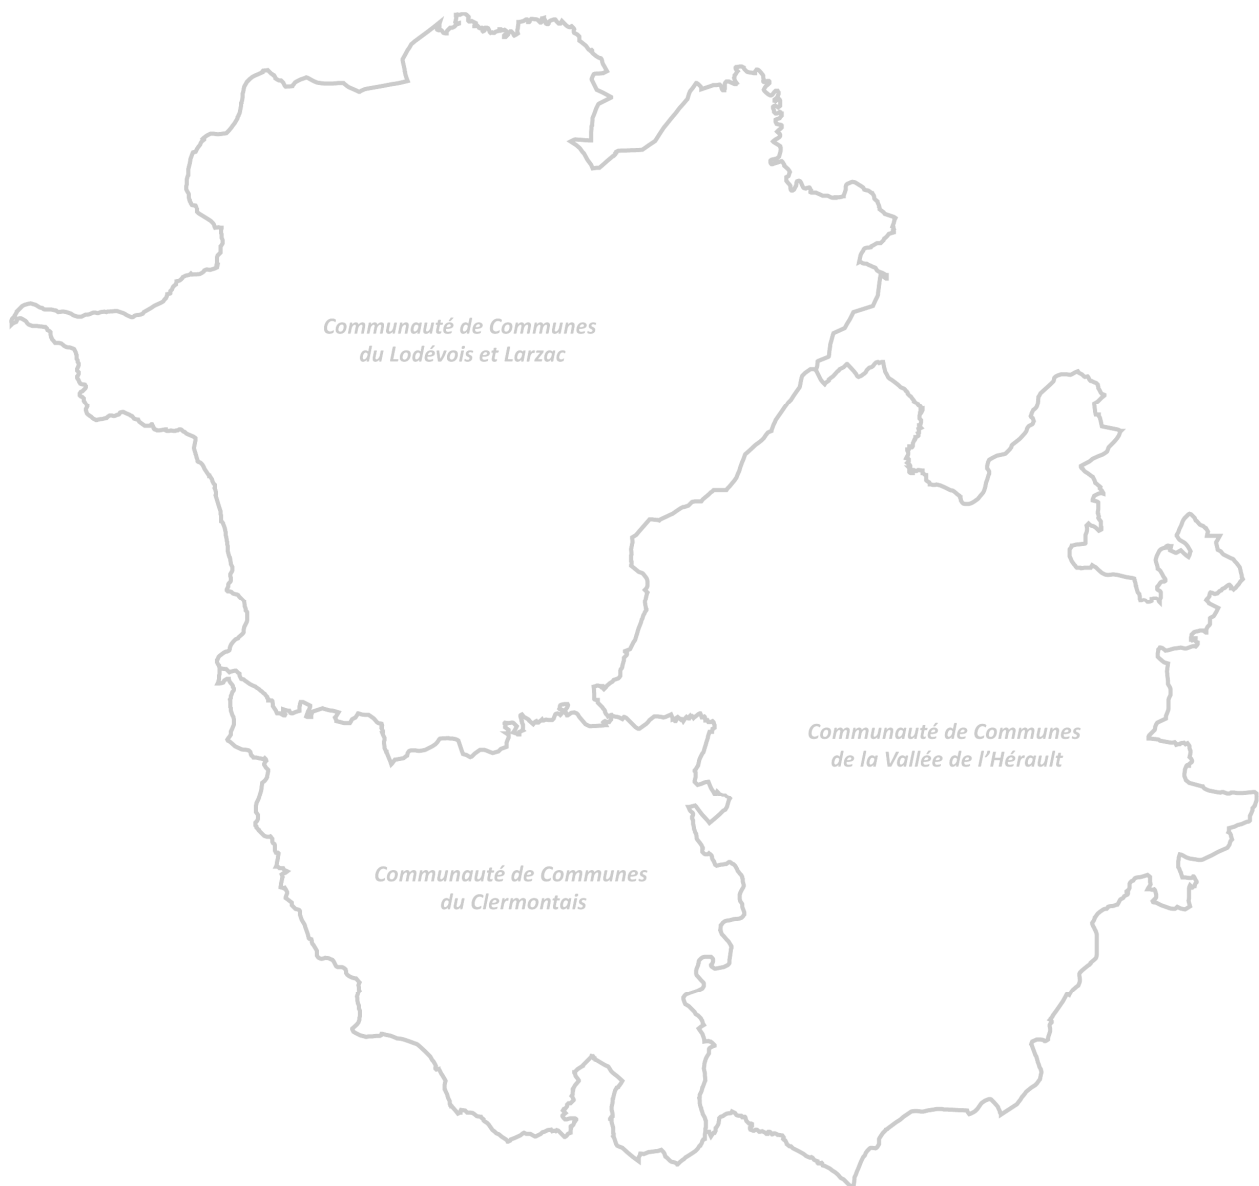 Communauté de Communes
du Lodévois et Larzac
Communauté de Communes
de la Vallée de l’Hérault
Communauté de Communes
du Clermontais